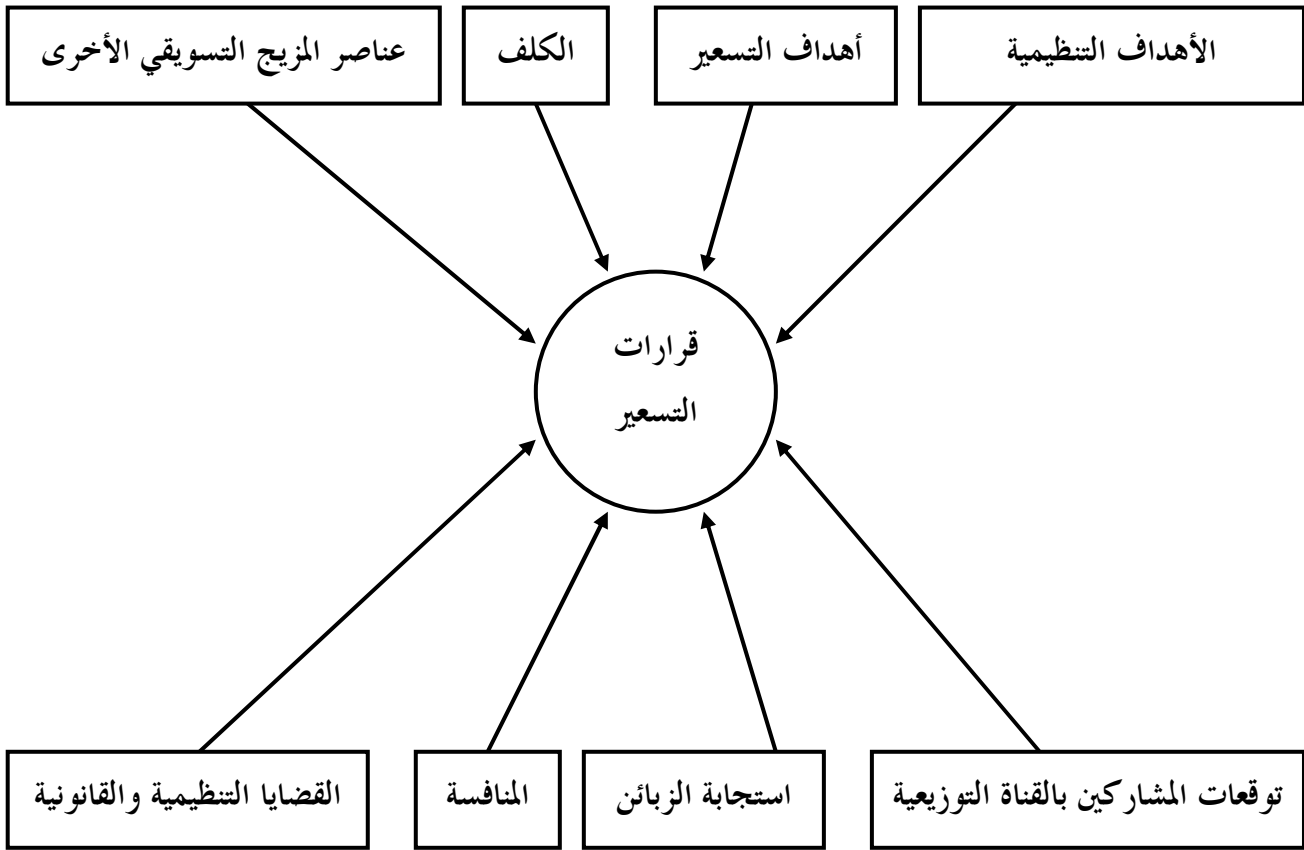 الأهداف التنظيمية
أهداف التسعير
الكلف
عناصر المزيج التسويقي الأخرى
قرارات
التسعير
توقعات المشاركين بالقناة التوزيعية
استجابة الزبائن
المنافسة
القضايا التنظيمية والقانونية